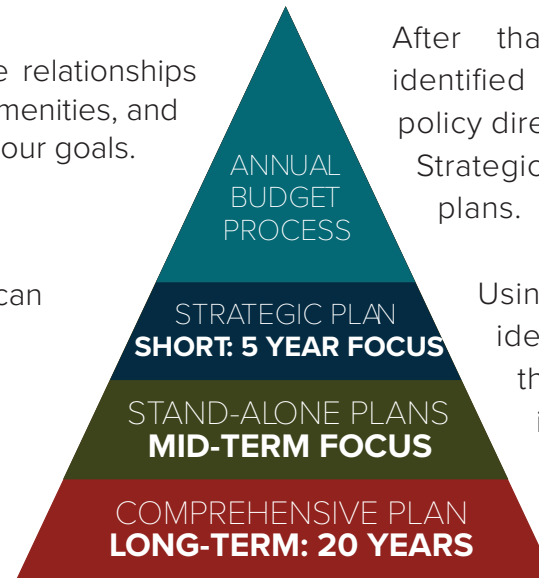 relationships
menities, and
our goals.
can
ANNUAL
BUDGET
PROCESS
STRATEGIC PLAN
SHORT: 5 YEAR FOCUS
STAND-ALONE PLANS
MID-TERM FOCUS
COMPREHENSIVE PLAN
LONG-TERM: 20 YEARS
After tha
identified
policy dire
Strategic
plans.
Usin
ide
th
i